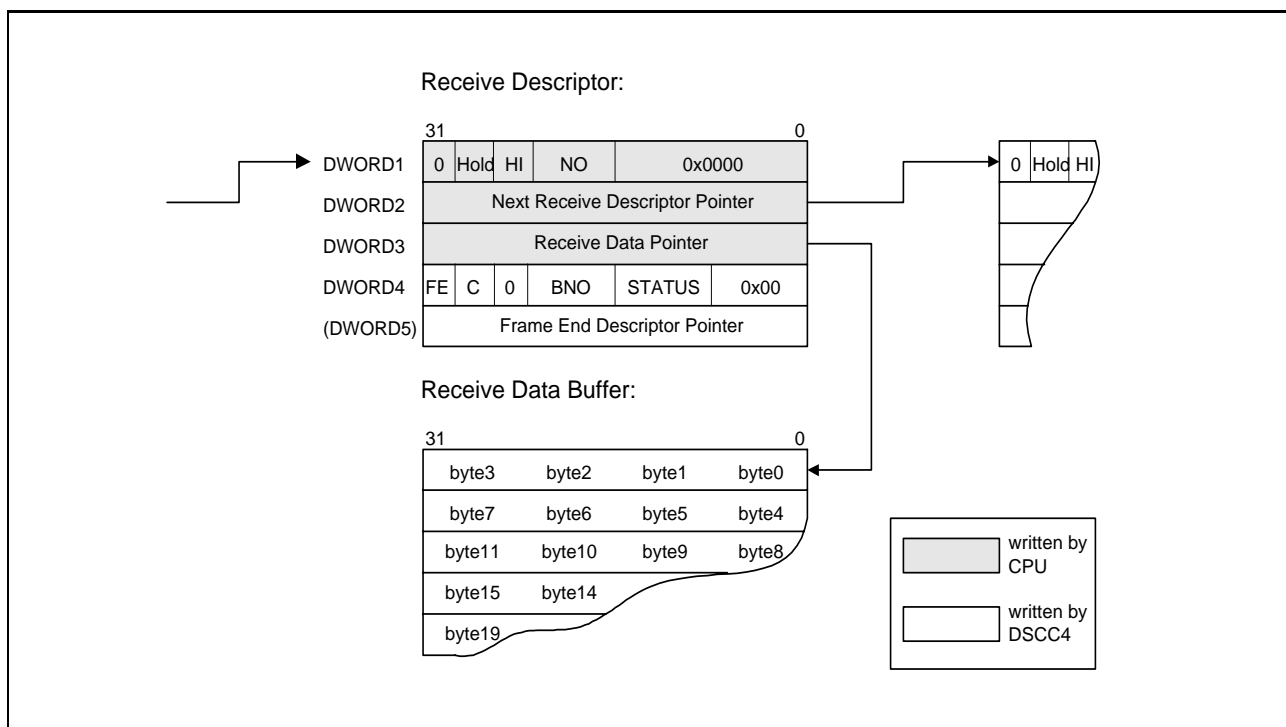 Receive Descriptor:
31 0
DWORD1 0 Hold HI NO 0x0000 0 Hold HI
DWORD2 Next Receive Descriptor Pointer
DWORD3 Receive Data Pointer
DWORD4 FE C 0 BNO STATUS 0x00
(DWORD5) Frame End Descriptor Pointer
Receive Data Buffer:
31 0
byte3 byte2 byte1 byte0
byte7 byte6 byte5 byte4
byte11 byte10 byte9 byte8
byte15 byte14
byte19
written by
CPU
written by
DSCC4